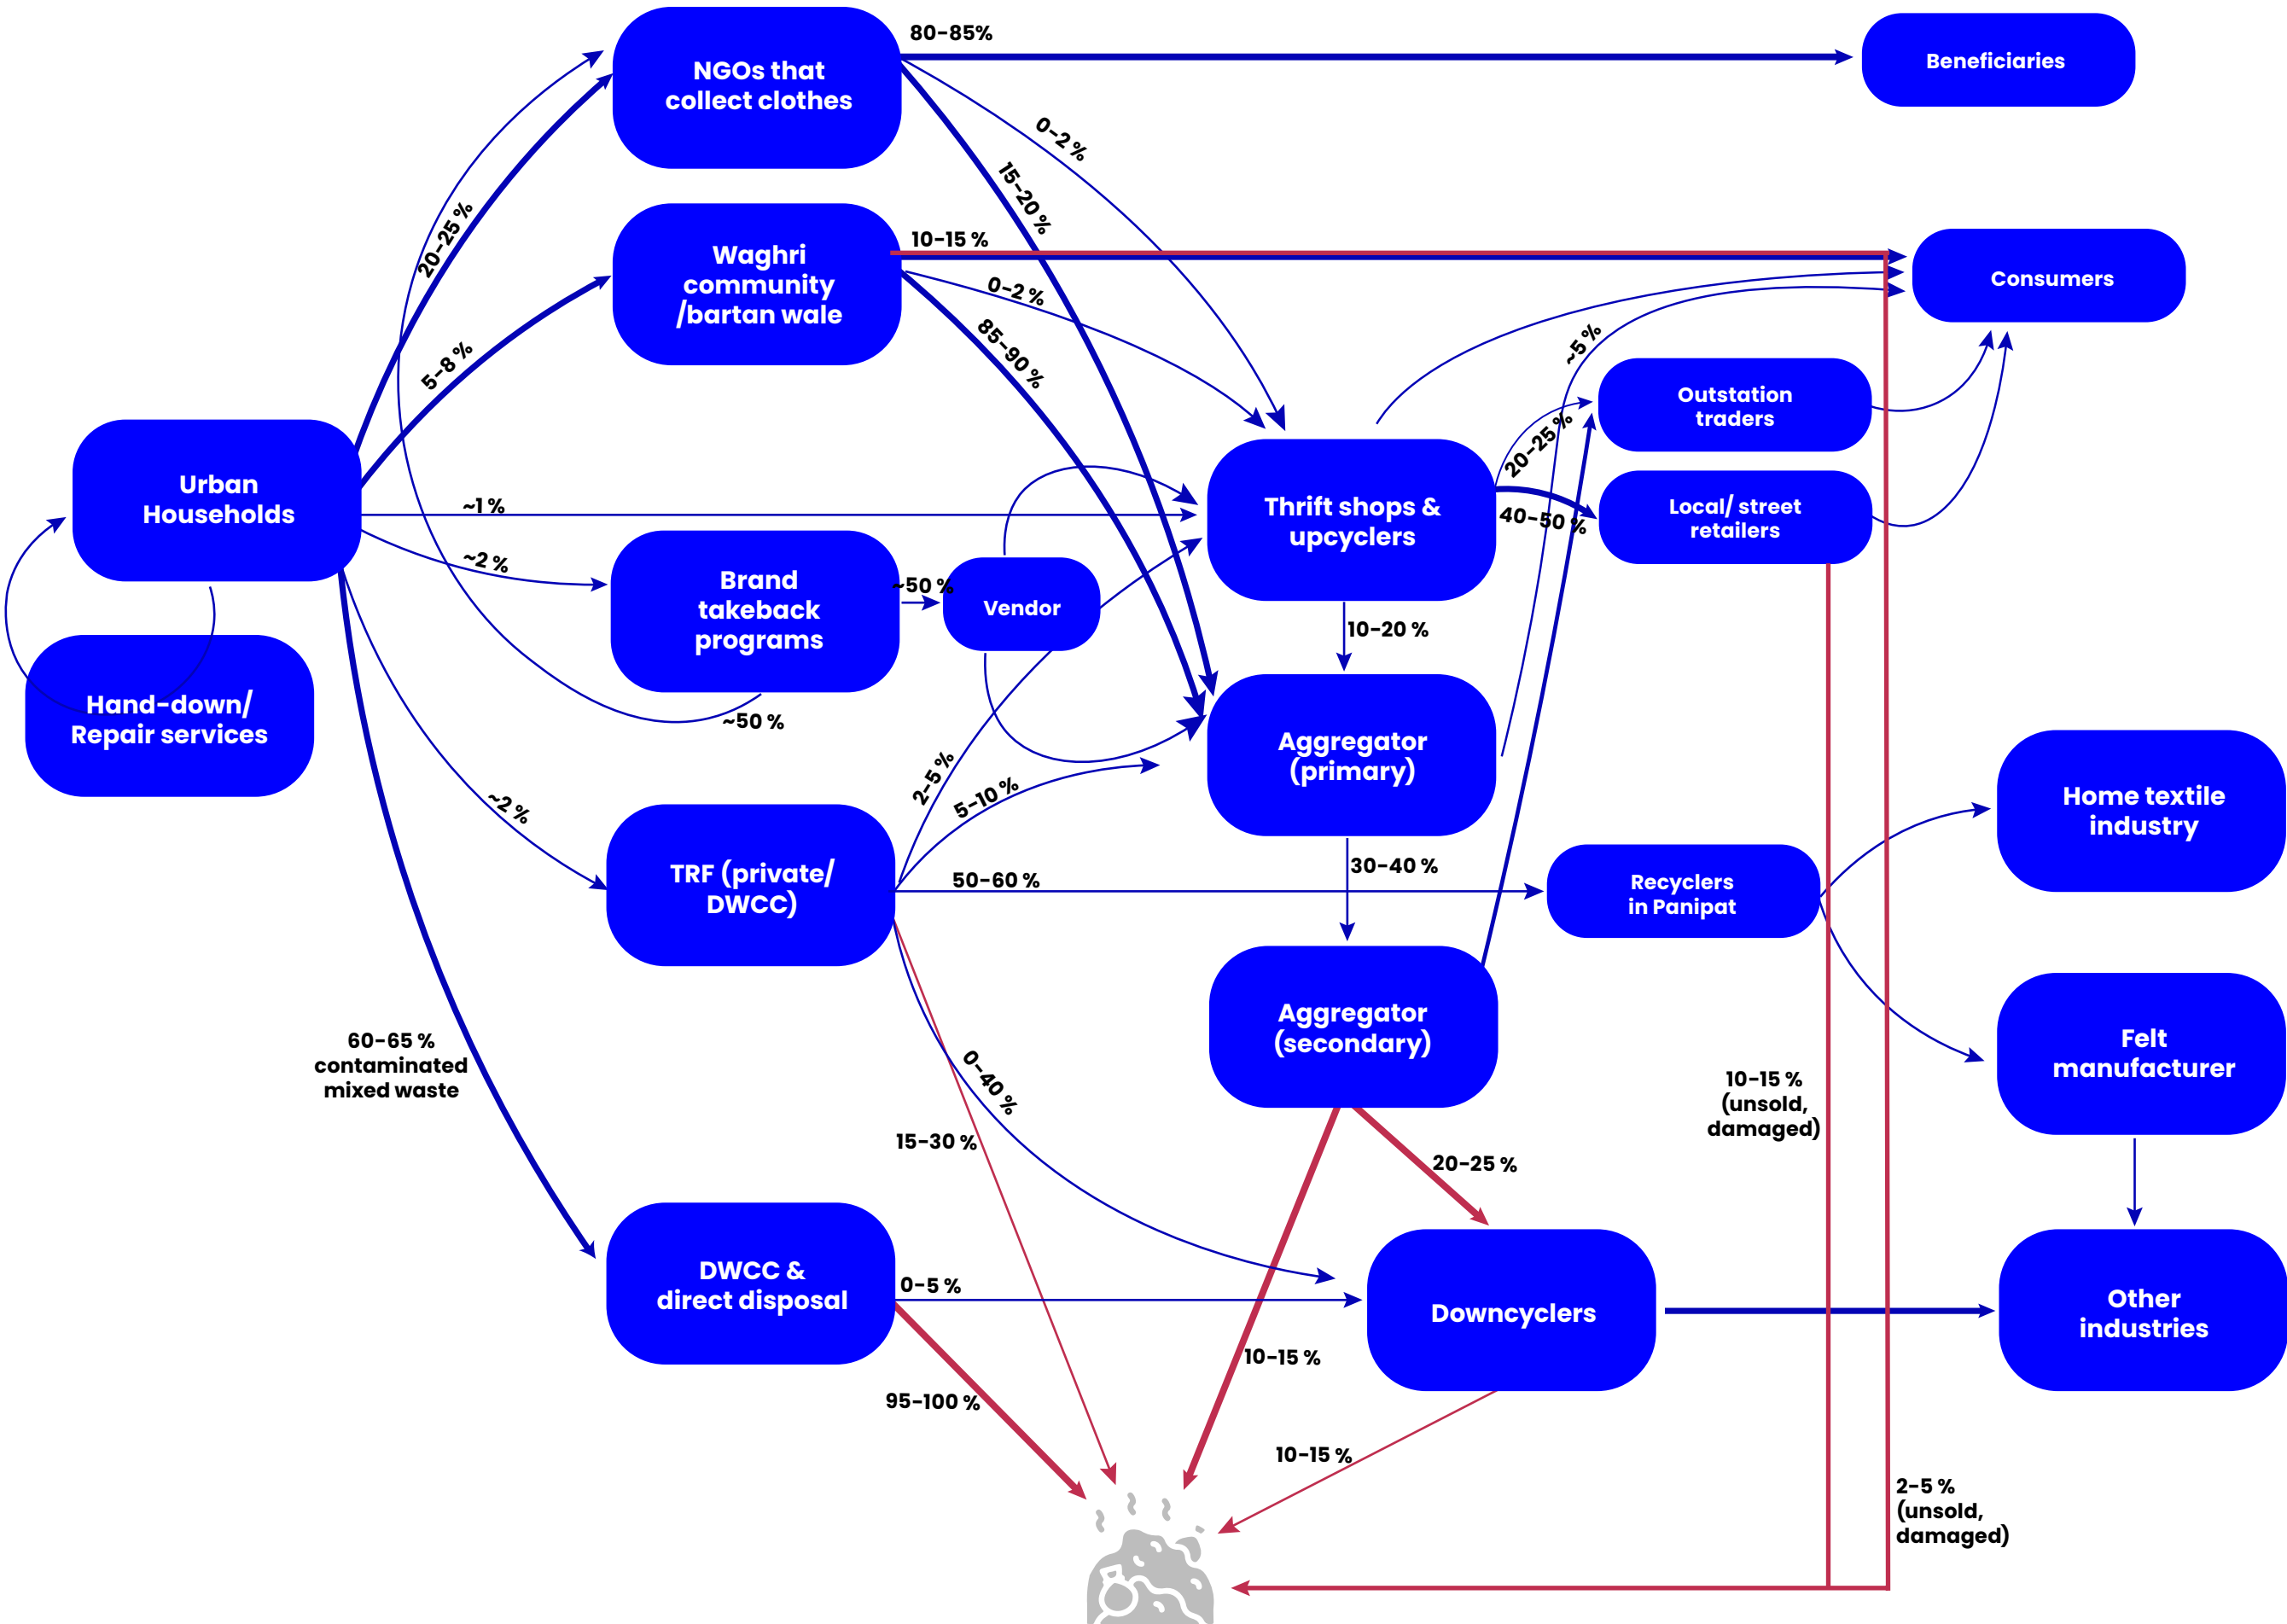 80-85%
NGOs that
collect clothes
Beneficiaries
0-2 %
15-20 %
20-25 %
Waghri
community
/bartan wale
10-15 %
0-2 %
85-90 %
Consumers
5-8 %
~5 %
Outstation
traders
20-25 %
Urban
Households
~1 %
Thrift shops &
upcyclers
40-50 %
Local/ street
retailers
~2 %
Brand
takeback
programs
~50 %
Vendor
10-20 %
Hand-down/
Repair services
~50 %
Aggregator
(primary)
2-5 %
5-10 %
~2 %
Home textile
industry
TRF (private/
DWCC)
50-60 %
30-40 %
Recyclers
in Panipat
Aggregator
(secondary)
Felt
manufacturer
60-65 %
contaminated
mixed waste
0-40 %
15-30 %
10-15 %
(unsold,
damaged)
20-25 %
DWCC &
direct disposal
0-5 %
Downcyclers
Other
industries
10-15 %
95-100 %
10-15 %
2-5 %
(unsold,
damaged)